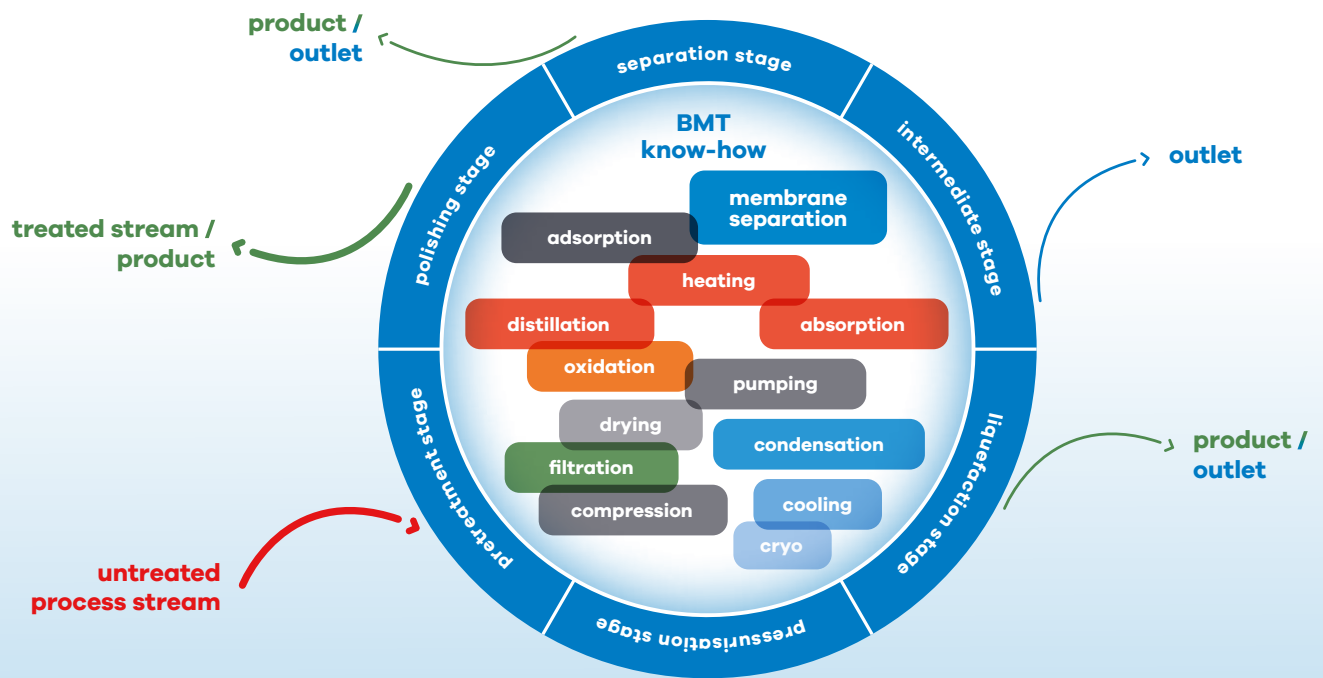 product /
outlet
separation stage
BMT
know-how
intermediate stage
outlet
membrane
separation
polishing stage
adsorption
treated stream /
product
heating
distillation
absorption
oxidation
pumping
drying
condensation
product /
outlet
liquefaction stage
pretreatment stage
filtration
compression
cooling
cryo
untreated
process stream
pressurisation stage